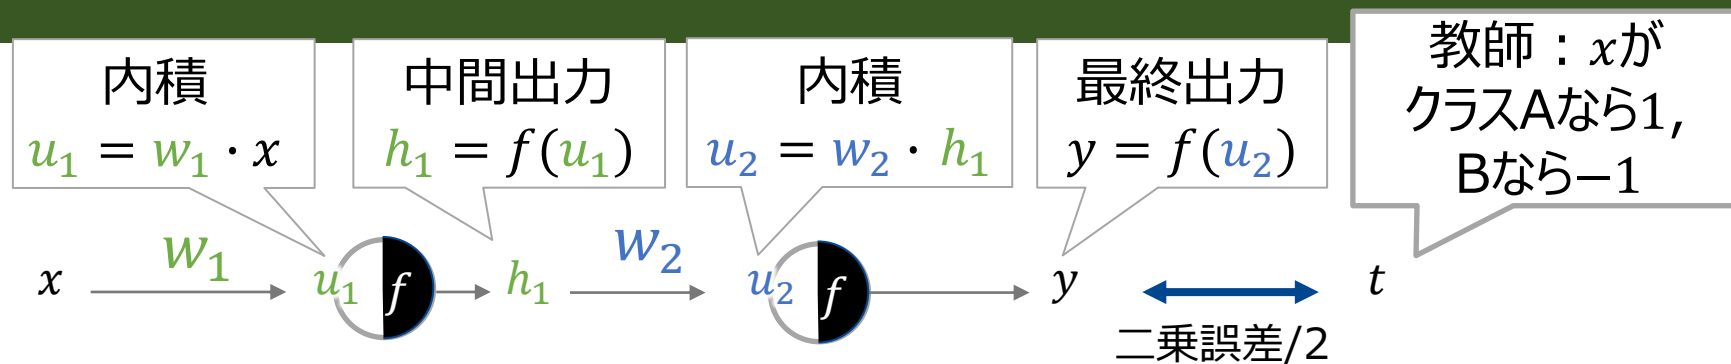 内積
u₁ = w₁ · x
中間出力
h₁ = f(u₁)
内積
u₂ = w₂ · h₁
最終出力
y = f(u₂)
教師：xが
クラスAなら1,
Bなら−1
x
w₁
u₁
f
h₁
w₂
u₂
f
y
t
二乗誤差/2